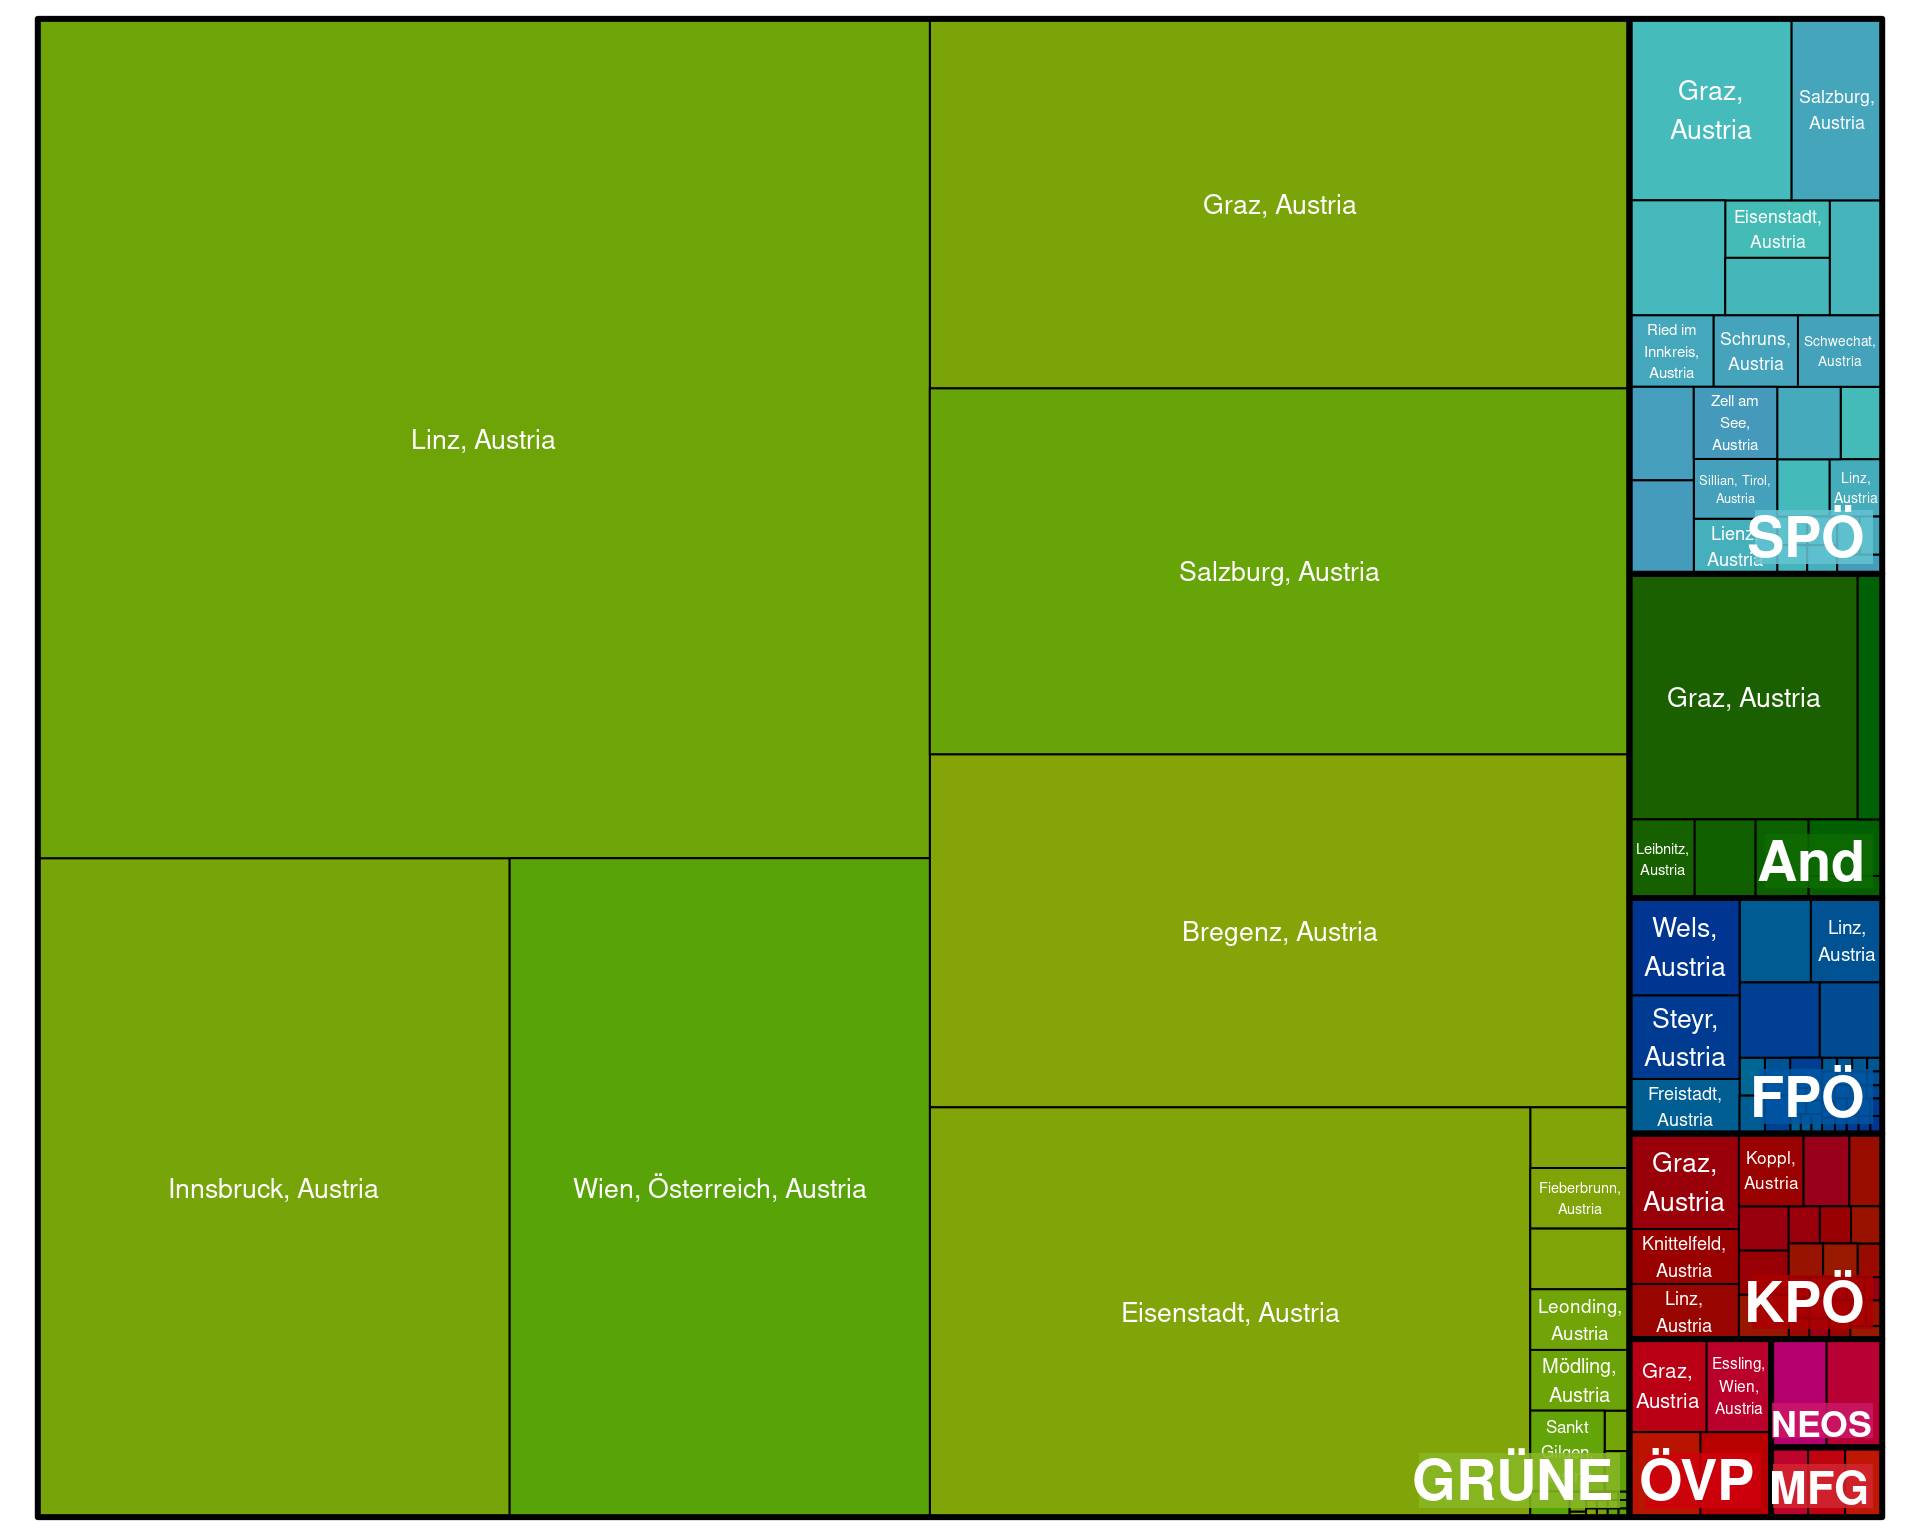 Linz, Austria
Innsbruck, Austria
Wien, Österreich, Austria
Graz, Austria
Salzburg, Austria
Bregenz, Austria
Eisenstadt, Austria
Fieberbrunn,
Austria
Leonding,
Austria
Mödling,
Austria
Sankt
Gilgen,
GRÜNE
Graz,
Austria
Salzburg,
Austria
Eisenstadt,
Austria
Ried im
Innkreis,
Austria
Schruns,
Austria
Schwechat,
Austria
Zell am
See,
Austria
Sillian, Tirol,
Austria
Linz,
Austria
Lienz,
Austria
SPÖ
Graz, Austria
Leibnitz,
Austria
And
Wels,
Austria
Linz,
Austria
Steyr,
Austria
Freistadt,
Austria
FPÖ
Graz,
Austria
Koppl,
Austria
Knittelfeld,
Austria
Linz,
Austria
KPÖ
Graz,
Austria
Essling,
Wien,
Austria
ÖVP
NEOS
MFG